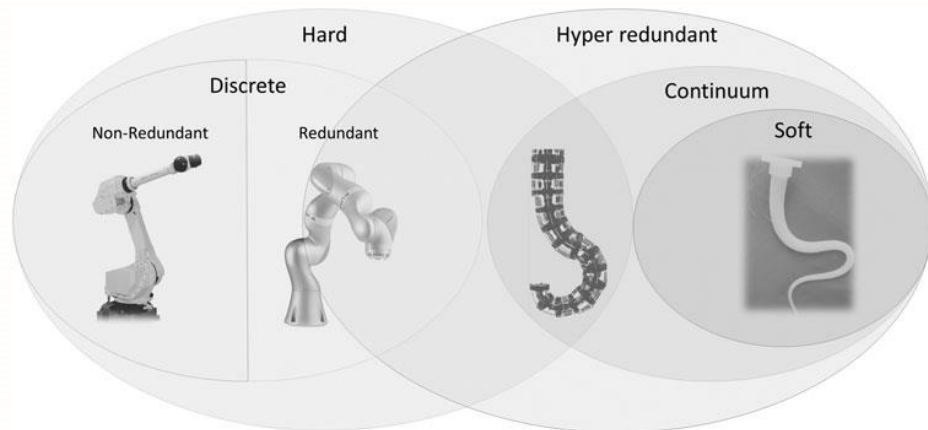 Hard
Hyper redundant
Discrete
Continuum
Non-Redundant
Redundant
Soft